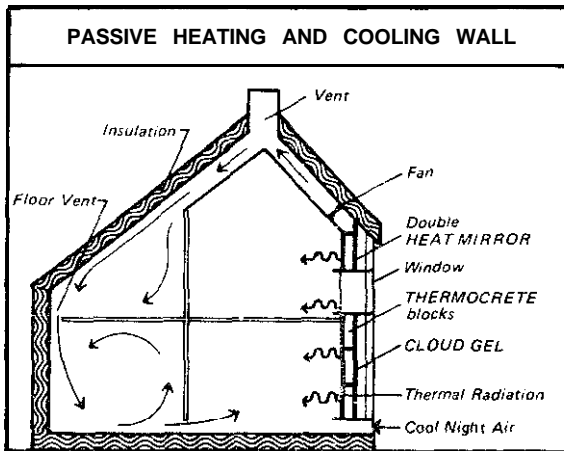 PASSIVE HEATING AND COOLING WALL
Vent
Insulation
Fan
Floor Vent
Double
HEAT MIRROR
Window
THERMOCRETE
blocks
CLOUD GEL
Thermal Radiation
Cool Night Air